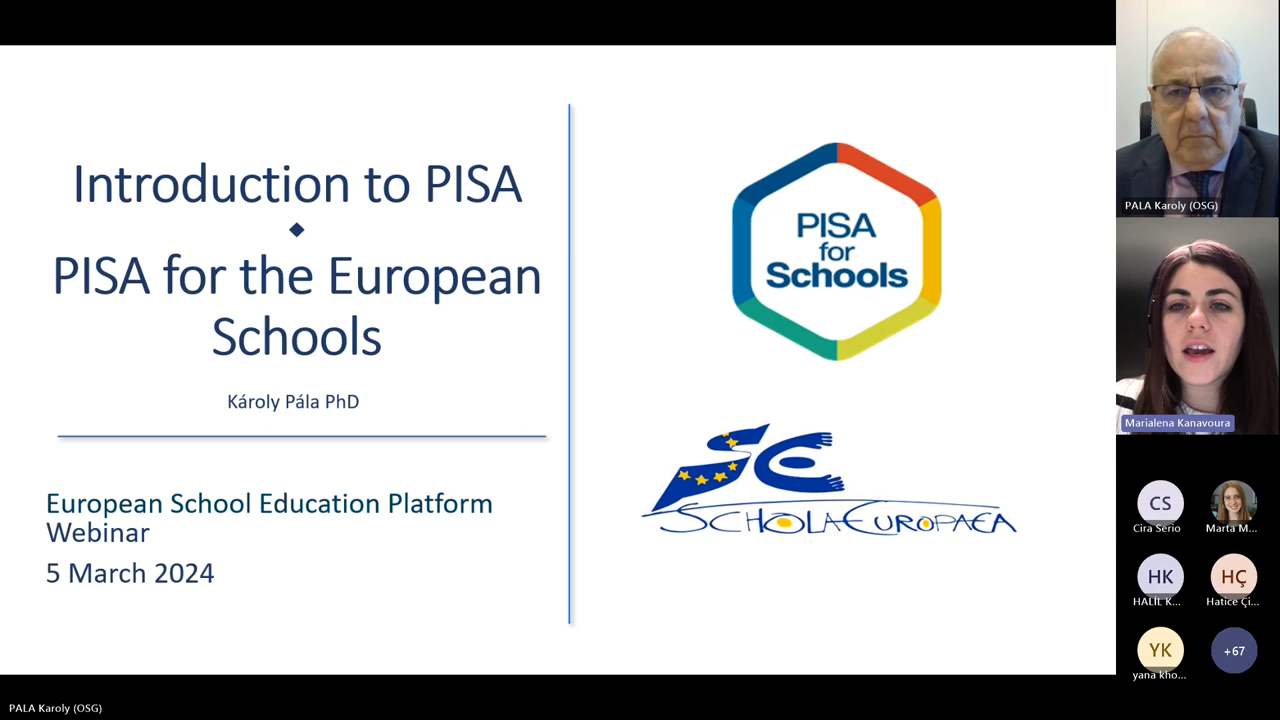 Introduction to PISA
PISA for the European
Schools
Károly Pála PhD
European School Education Platform
Webinar
5 March 2024
PISA
for
Schools
SCHOLA EUROPAEA
PALA Karoly (OSG)
Marialena Kanavoura
CS
Cira Serio
Marta M...
HK
HALİL K...
HÇ
Hatice Çi...
YK
yana kho...
+67
PALA Karoly (OSG)